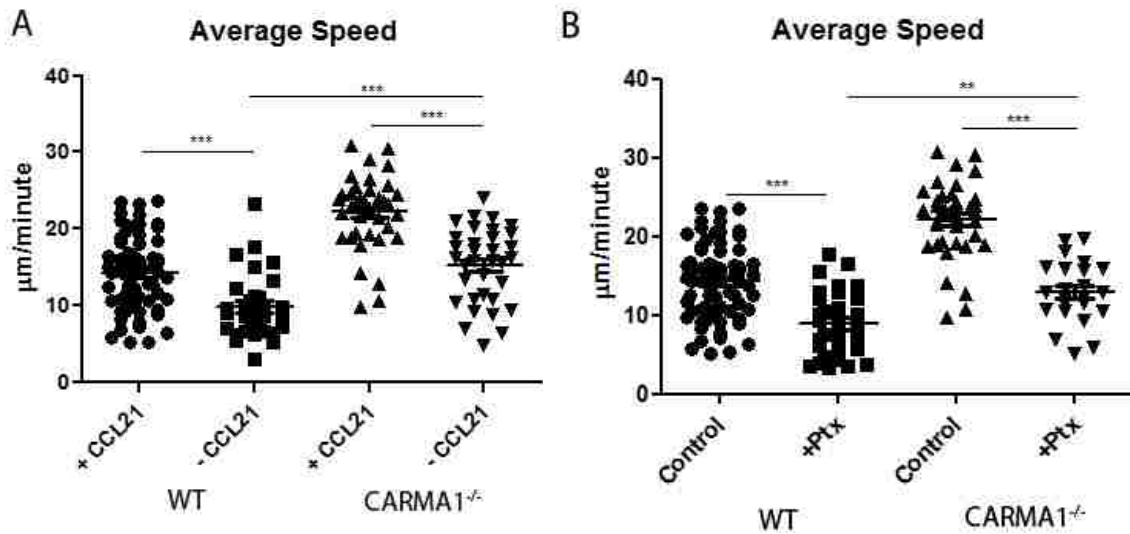 A
Average Speed
40
30
20
10
0
μm/minute
***
***
***
+ CCL21
- CCL21
+ CCL21
- CCL21
WT
CARMA1-/-
B
Average Speed
40
30
20
10
0
μm/minute
***
**
***
Control
+Ptx
Control
+Ptx
WT
CARMA1-/-